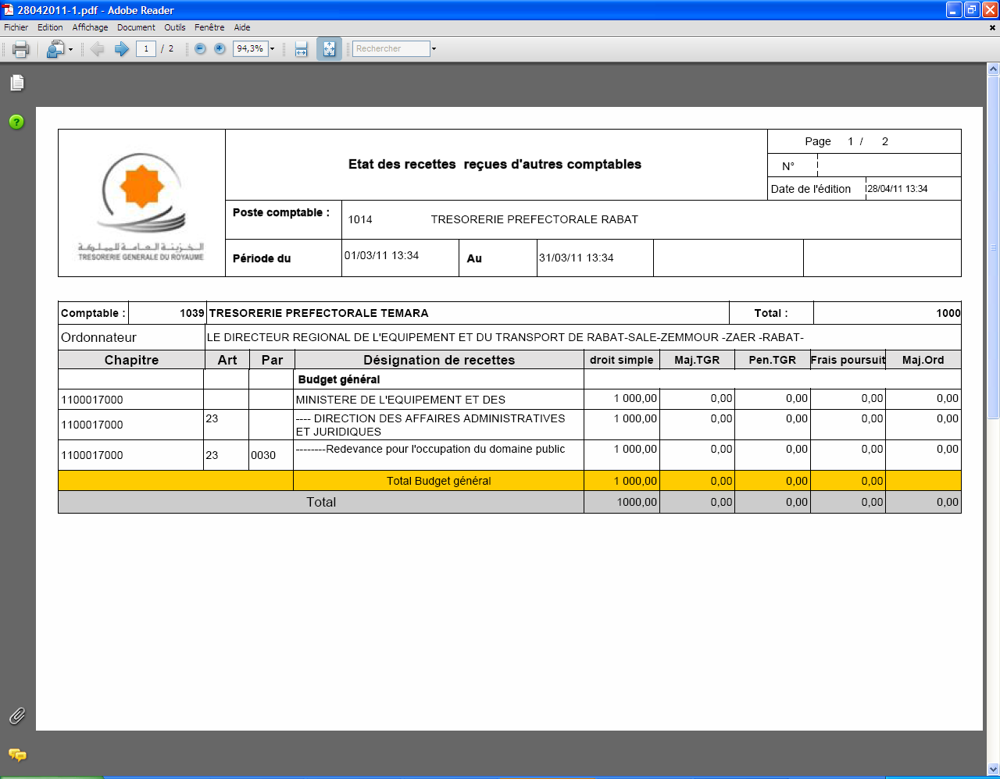 28042011-1.pdf - Adobe Reader
Fichier Edition Affichage Document Outils Fenêtre Aide
1 / 2 94,3% Rechercher
Page 1 / 2
Etat des recettes reçues d'autres comptables
N°
Date de l'édition 28/04/11 13:34
الخزينة العامة للمملكة
TRESORERIE GENERALE DU ROYAUME
Poste comptable : 1014 TRESORERIE PREFECTORALE RABAT
Période du 01/03/11 13:34 Au 31/03/11 13:34
Comptable : 1039 TRESORERIE PREFECTORALE TEMARA Total : 1000
Ordonnateur LE DIRECTEUR REGIONAL DE L'EQUIPEMENT ET DU TRANSPORT DE RABAT-SALE-ZEMMOUR -ZAER -RABAT-
Chapitre Art Par Désignation de recettes droit simple Maj.TGR Pen.TGR Frais poursuit Maj.Ord
Budget général
1100017000 MINISTERE DE L'EQUIPEMENT ET DES 1 000,00 0,00 0,00 0,00 0,00
1100017000 23 ---- DIRECTION DES AFFAIRES ADMINISTRATIVES 1 000,00 0,00 0,00 0,00 0,00
ET JURIDIQUES
1100017000 23 0030 --------Redevance pour l'occupation du domaine public 1 000,00 0,00 0,00 0,00 0,00
Total Budget général 1 000,00 0,00 0,00 0,00
Total 1000,00 0,00 0,00 0,00 0,00